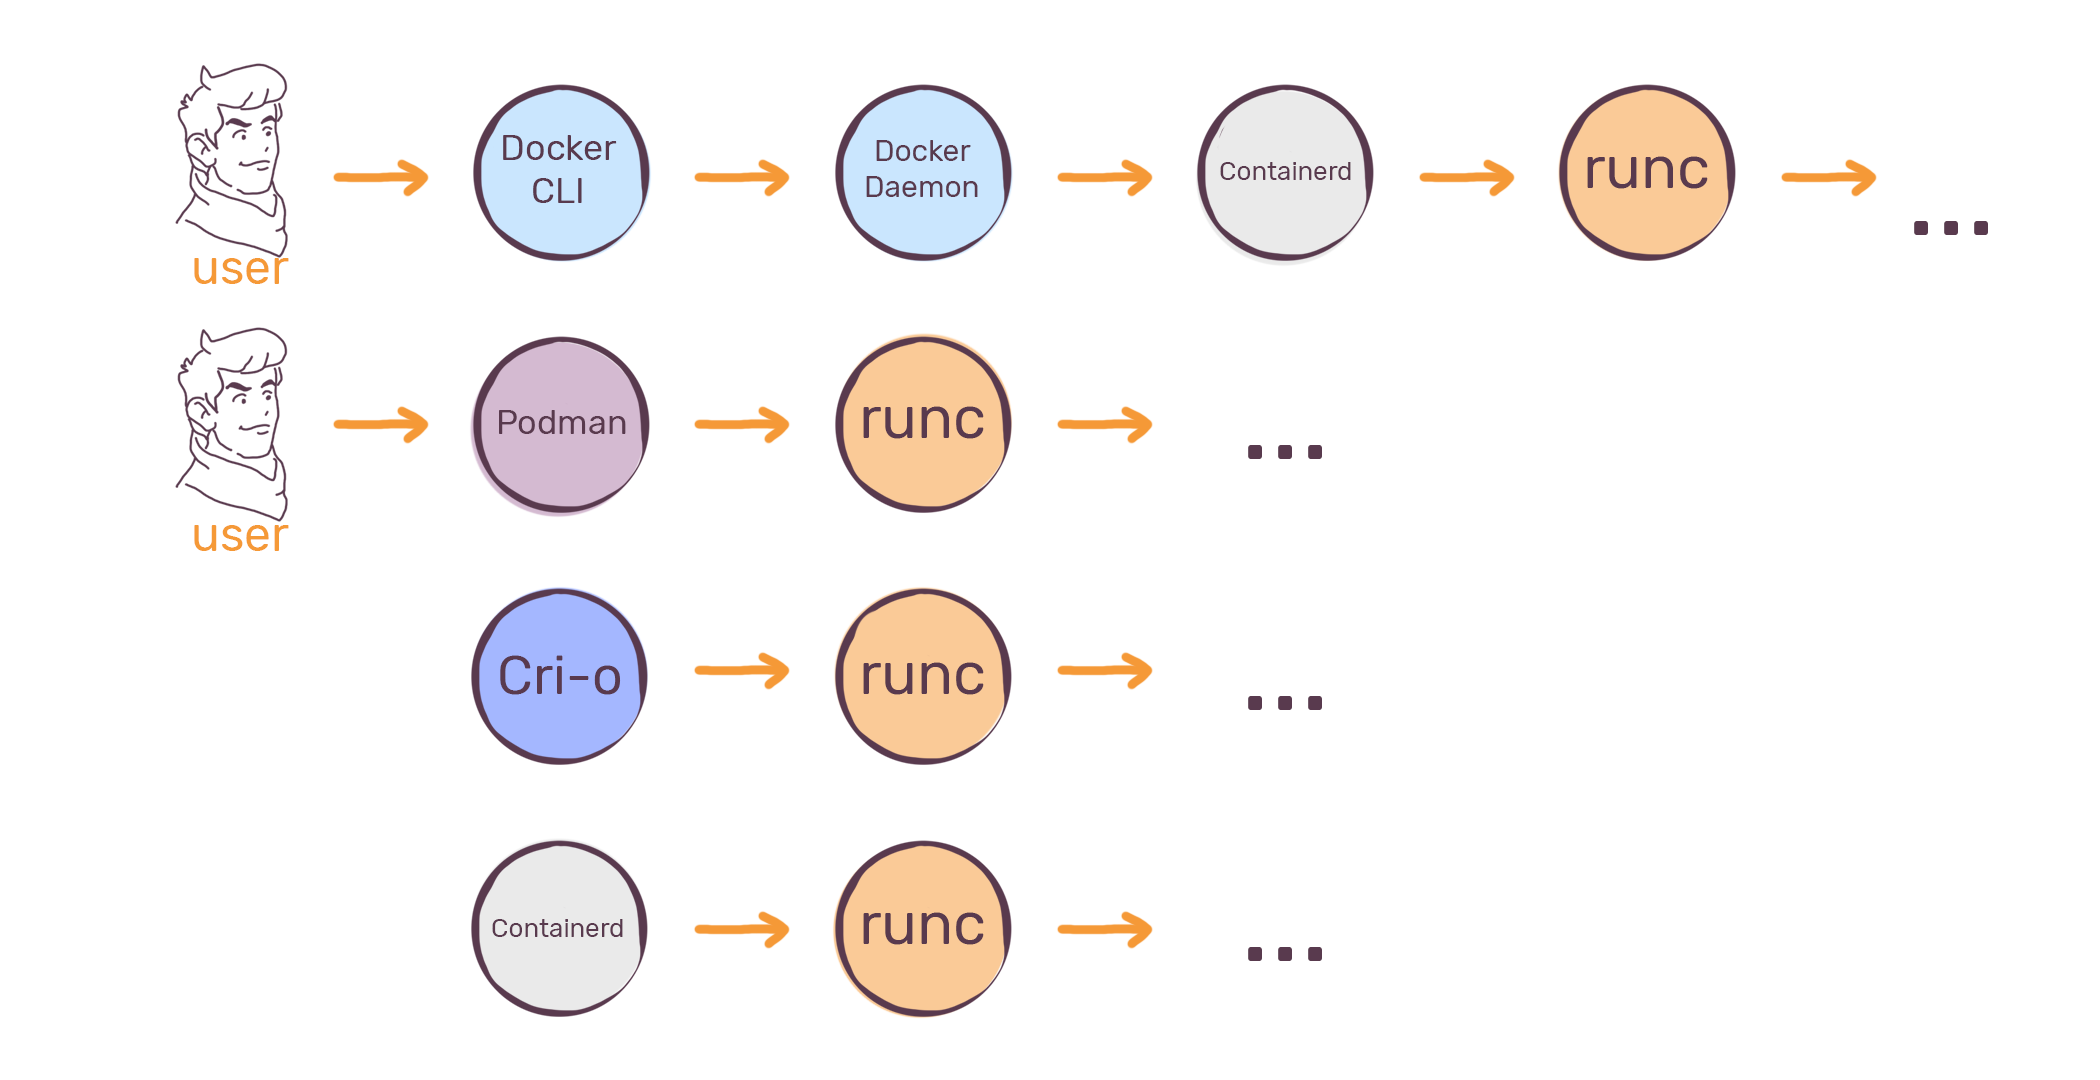 Docker
CLI
Docker
Daemon
Containerd
runc
...
user
Podman
runc
...
user
Cri-o
runc
...
Containerd
runc
...